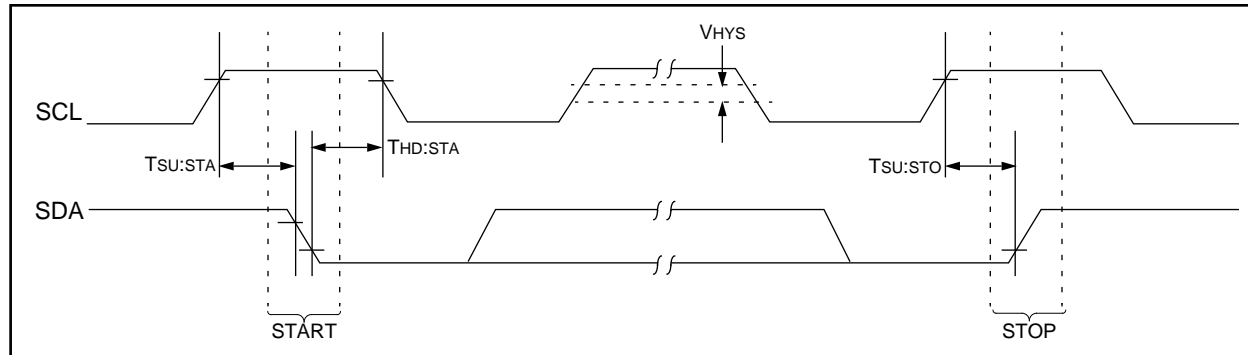 VHYS
SCL
TSU:STA
THD:STA
TSU:STO
SDA
START
STOP